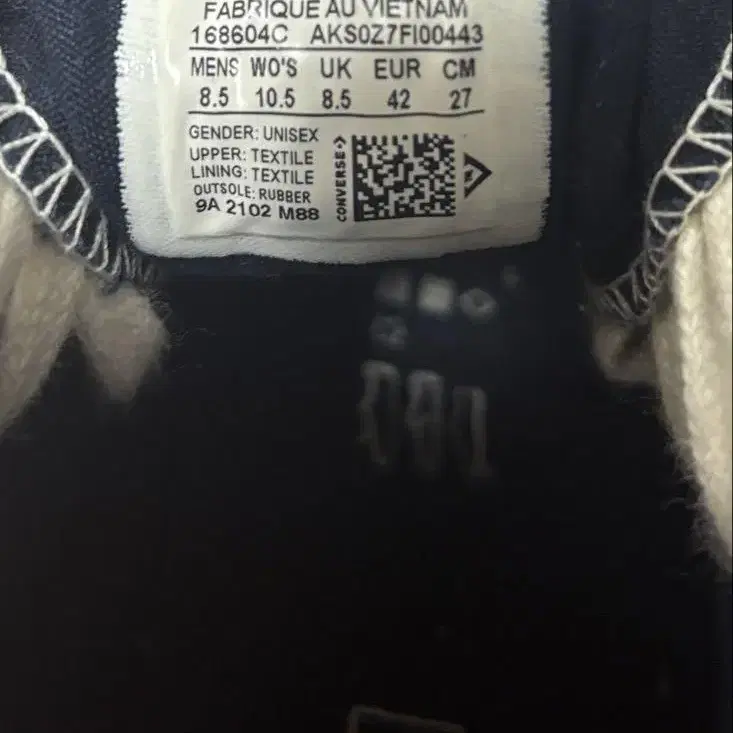 FABRIQUÉ AU VIETNAM
168604C AKS0Z7FI00443
MENS WO'S UK EUR CM
8.5 10.5 8.5 42 27
GENDER: UNISEX
UPPER: TEXTILE
LINING: TEXTILE
OUTSOLE: RUBBER
9A 2102 M88
CONVERSE